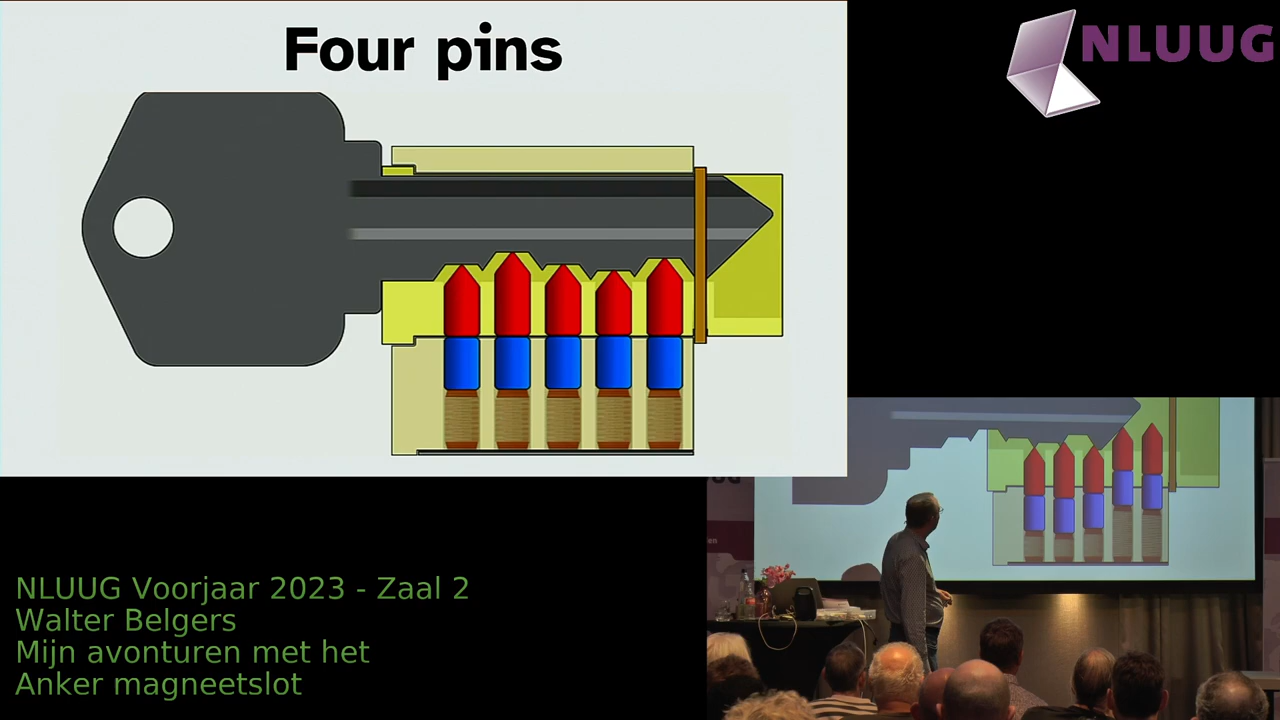 Four pins
NLUUG
NLUUG Voorjaar 2023 - Zaal 2
Walter Belgers
Mijn avonturen met het
Anker magneetslot